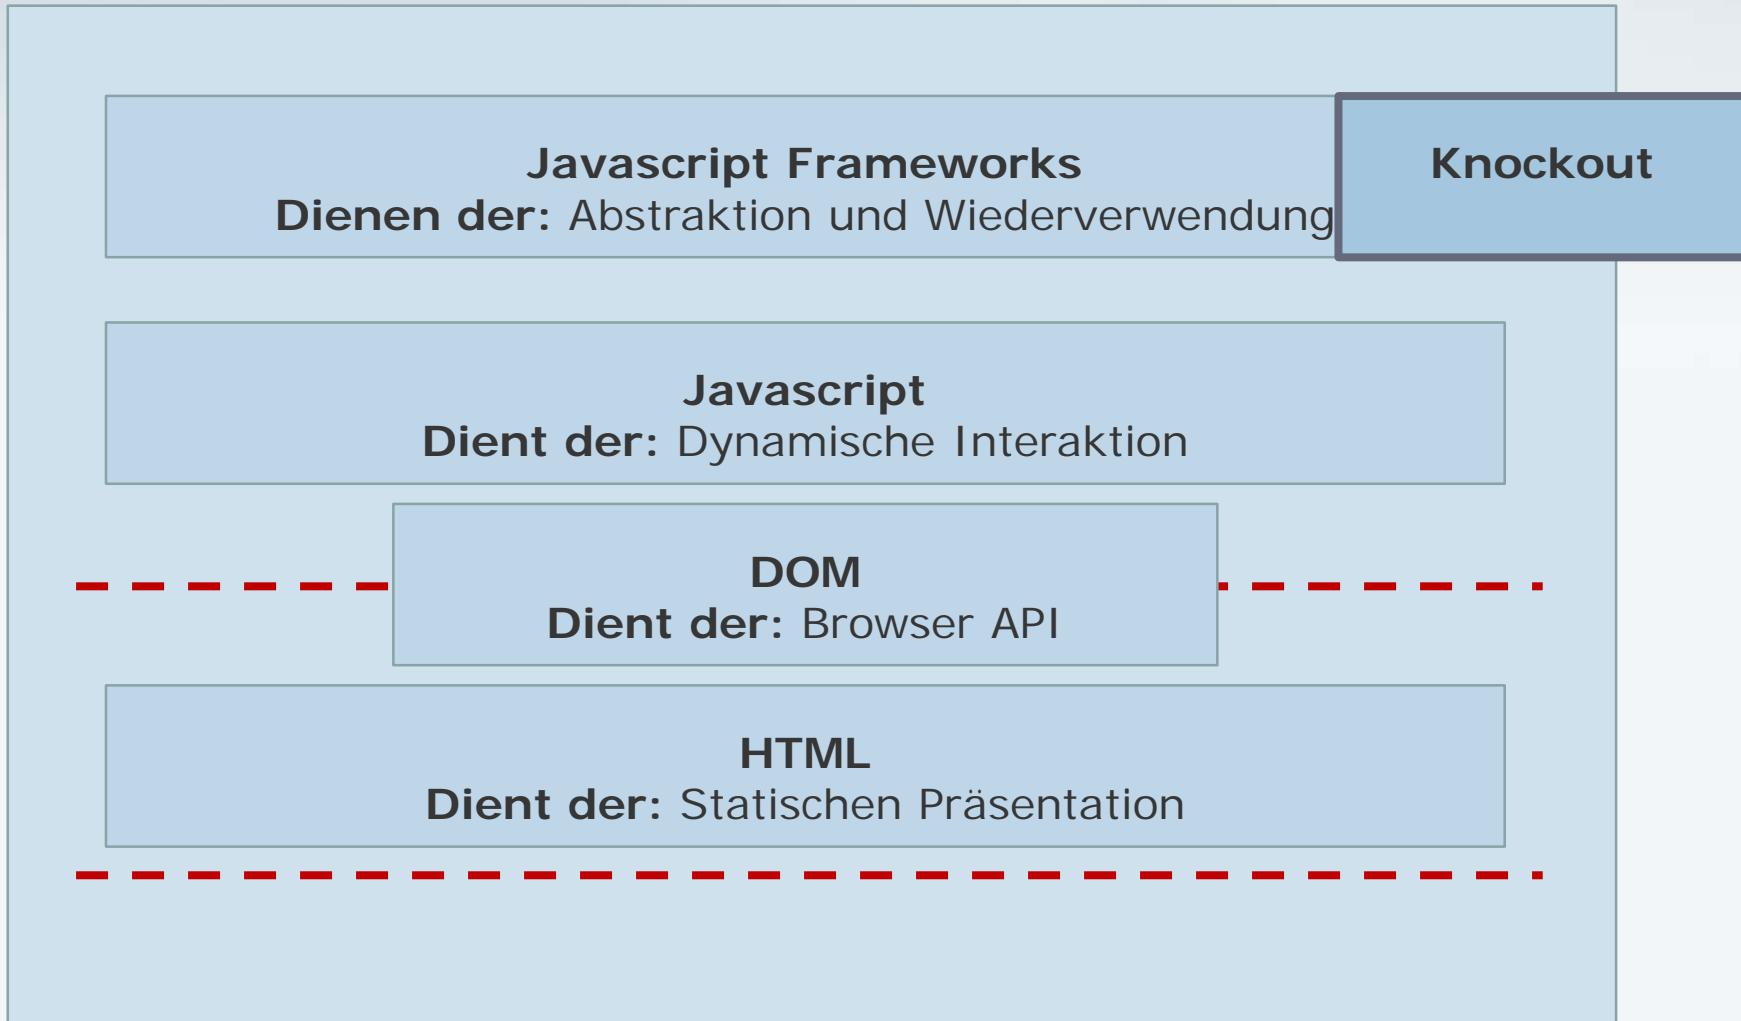 Javascript Frameworks
Dienen der: Abstraktion und Wiederverwendung
Knockout
Javascript
Dient der: Dynamische Interaktion
DOM
Dient der: Browser API
HTML
Dient der: Statischen Präsentation